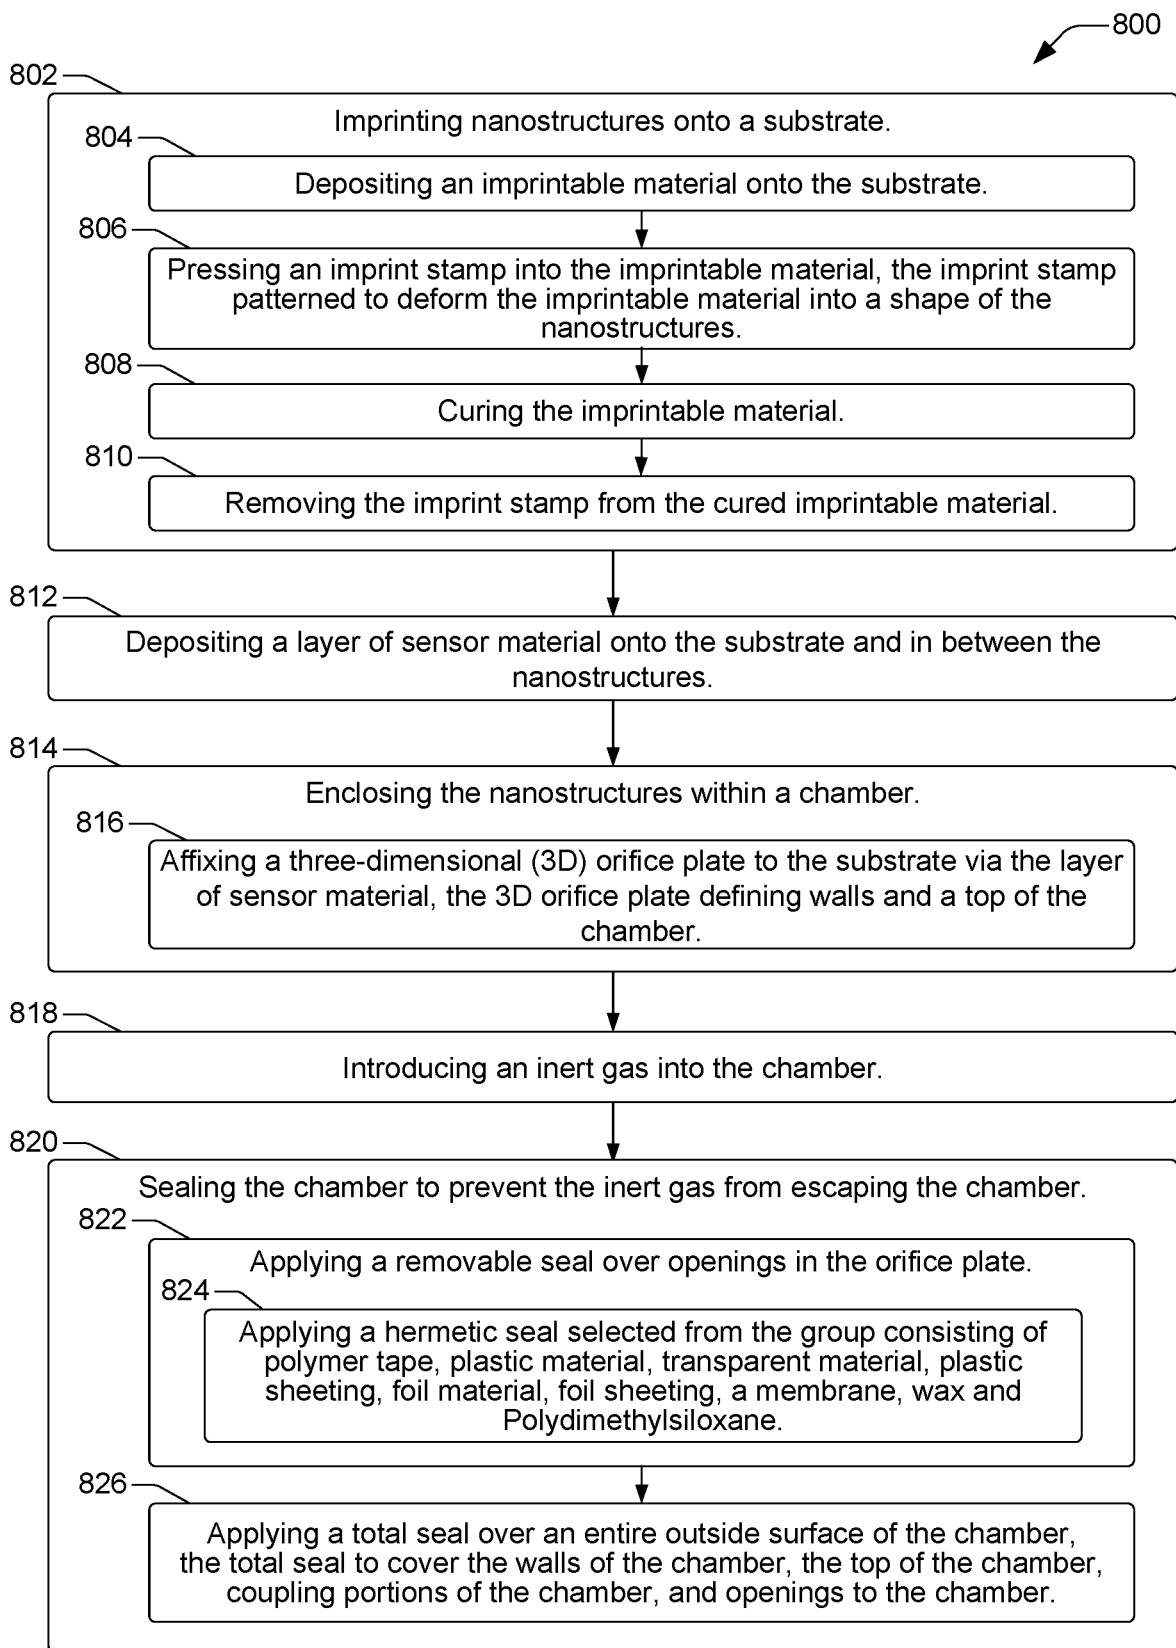 800
802
Imprinting nanostructures onto a substrate.
804
Depositing an imprintable material onto the substrate.
806
Pressing an imprint stamp into the imprintable material, the imprint stamp
patterned to deform the imprintable material into a shape of the
nanostructures.
808
Curing the imprintable material.
810
Removing the imprint stamp from the cured imprintable material.
812
Depositing a layer of sensor material onto the substrate and in between the
nanostructures.
814
Enclosing the nanostructures within a chamber.
816
Affixing a three-dimensional (3D) orifice plate to the substrate via the layer
of sensor material, the 3D orifice plate defining walls and a top of the
chamber.
818
Introducing an inert gas into the chamber.
820
Sealing the chamber to prevent the inert gas from escaping the chamber.
822
Applying a removable seal over openings in the orifice plate.
824
Applying a hermetic seal selected from the group consisting of
polymer tape, plastic material, transparent material, plastic
sheeting, foil material, foil sheeting, a membrane, wax and
Polydimethylsiloxane.
826
Applying a total seal over an entire outside surface of the chamber,
the total seal to cover the walls of the chamber, the top of the chamber,
coupling portions of the chamber, and openings to the chamber.